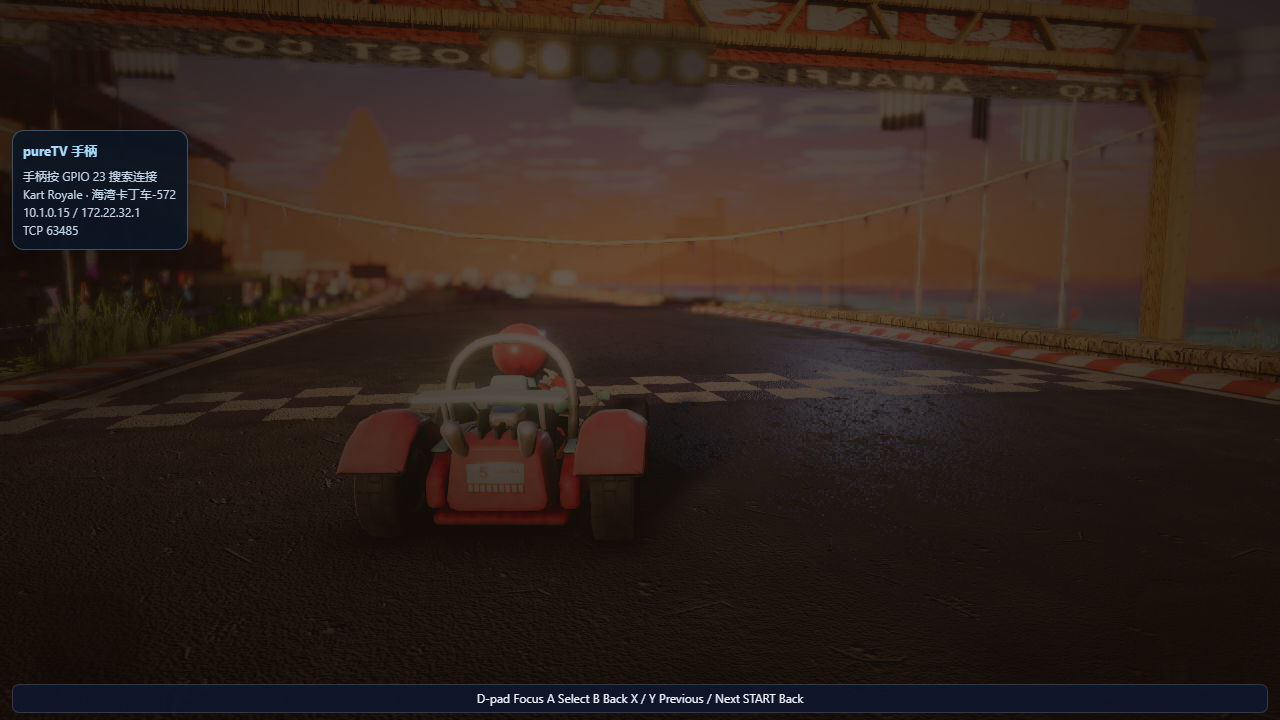 AMALFI
pureTV 手柄
手柄按 GPIO 23 搜索连接
Kart Royale · 海湾卡丁车-572
10.1.0.15 / 172.22.32.1
TCP 63485
5
D-pad Focus A Select B Back X / Y Previous / Next START Back